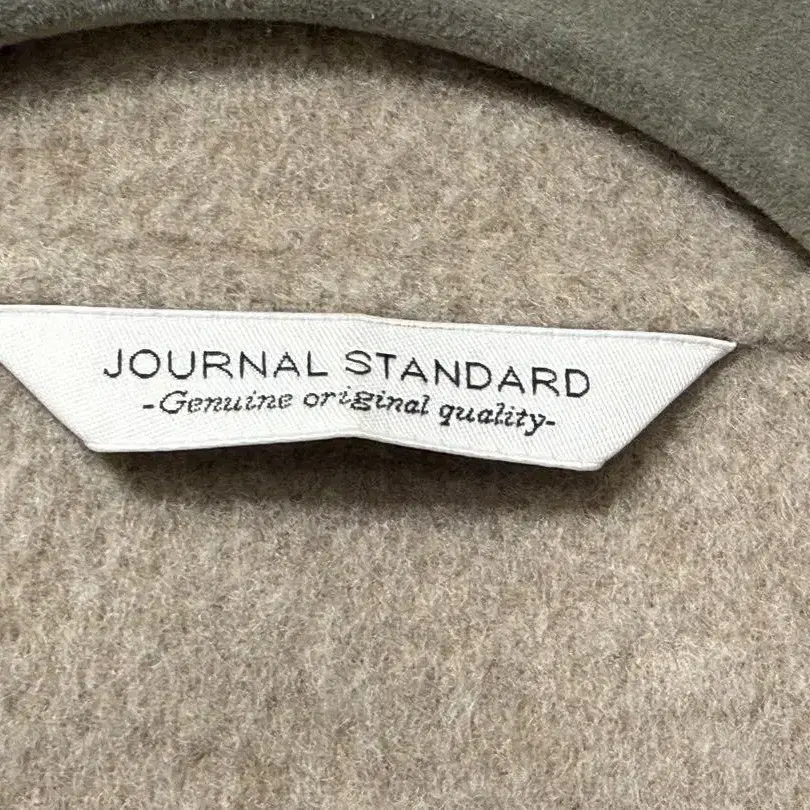 JOURNAL STANDARD
-Genuine original quality-